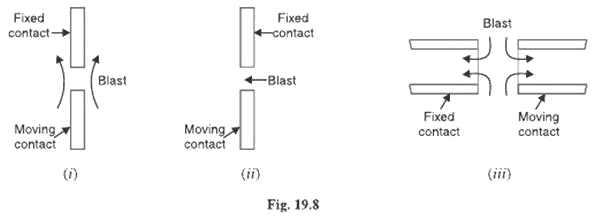 Fixed
contact
Blast
Moving
contact
(i)
Fixed
contact
Blast
Moving
contact
(ii)
Blast
Fixed
contact
Moving
contact
(iii)
Fig. 19.8